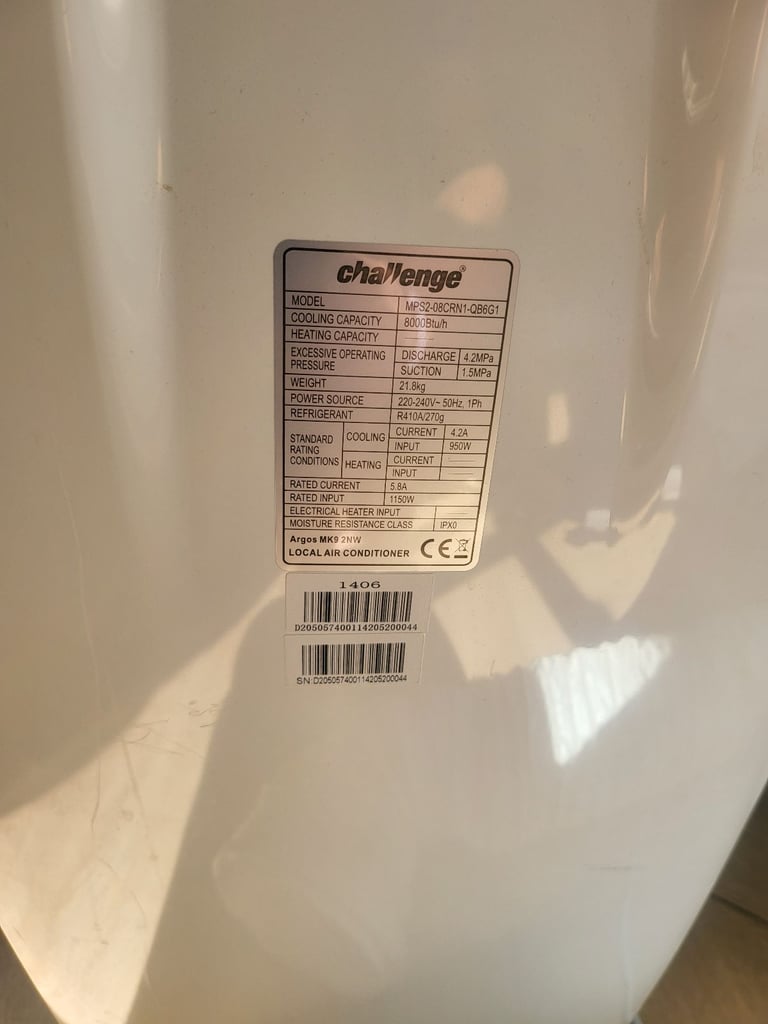 challenge®
MODEL MPS2-08CRN1-QB6G1
COOLING CAPACITY 8000Btu/h
HEATING CAPACITY ———
EXCESSIVE OPERATING PRESSURE DISCHARGE 4.2MPa
SUCTION 1.5MPa
WEIGHT 21.8kg
POWER SOURCE 220-240V~ 50Hz, 1Ph
REFRIGERANT R410A/270g
STANDARD RATING CONDITIONS COOLING CURRENT 4.2A
INPUT 950W
HEATING CURRENT ———
INPUT ———
RATED CURRENT 5.8A
RATED INPUT 1150W
ELECTRICAL HEATER INPUT ———
MOISTURE RESISTANCE CLASS IPX0
Argos MK9 2NW
LOCAL AIR CONDITIONER CE
1406
D205057400114205200044
SN:D205057400114205200044